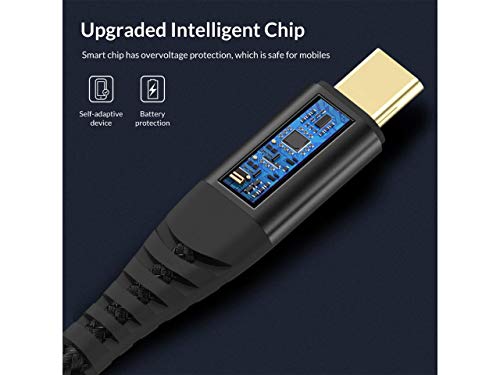 Upgraded Intelligent Chip
Smart chip has overvoltage protection, which is safe for mobiles
Self-adaptive
device
Battery
protection